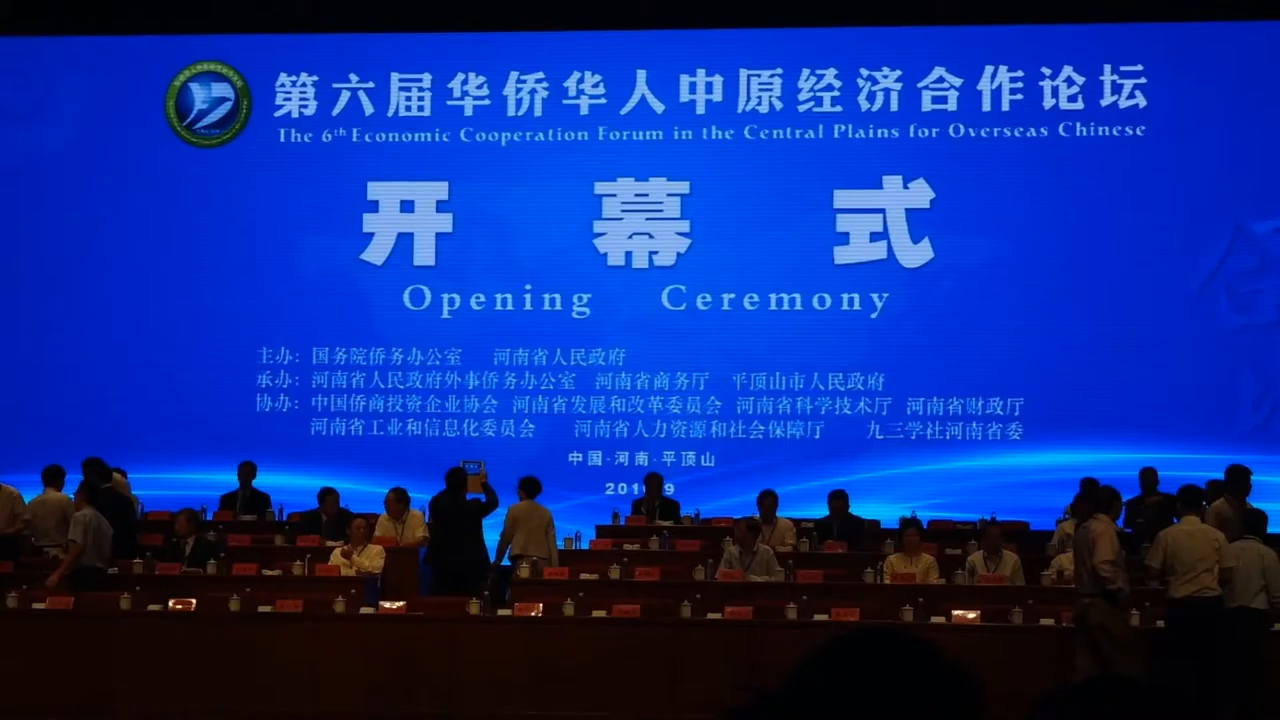 第六届华侨华人中原经济合作论坛
The 6th Economic Cooperation Forum in the Central Plains for Overseas Chinese
开 幕 式
Opening Ceremony
主办：国务院侨务办公室 河南省人民政府
承办：河南省人民政府外事侨务办公室 河南省商务厅 平顶山市人民政府
协办：中国侨商投资企业协会 河南省发展和改革委员会 河南省科学技术厅 河南省财政厅
河南省工业和信息化委员会 河南省人力资源和社会保障厅 九三学社河南省委
中国·河南·平顶山